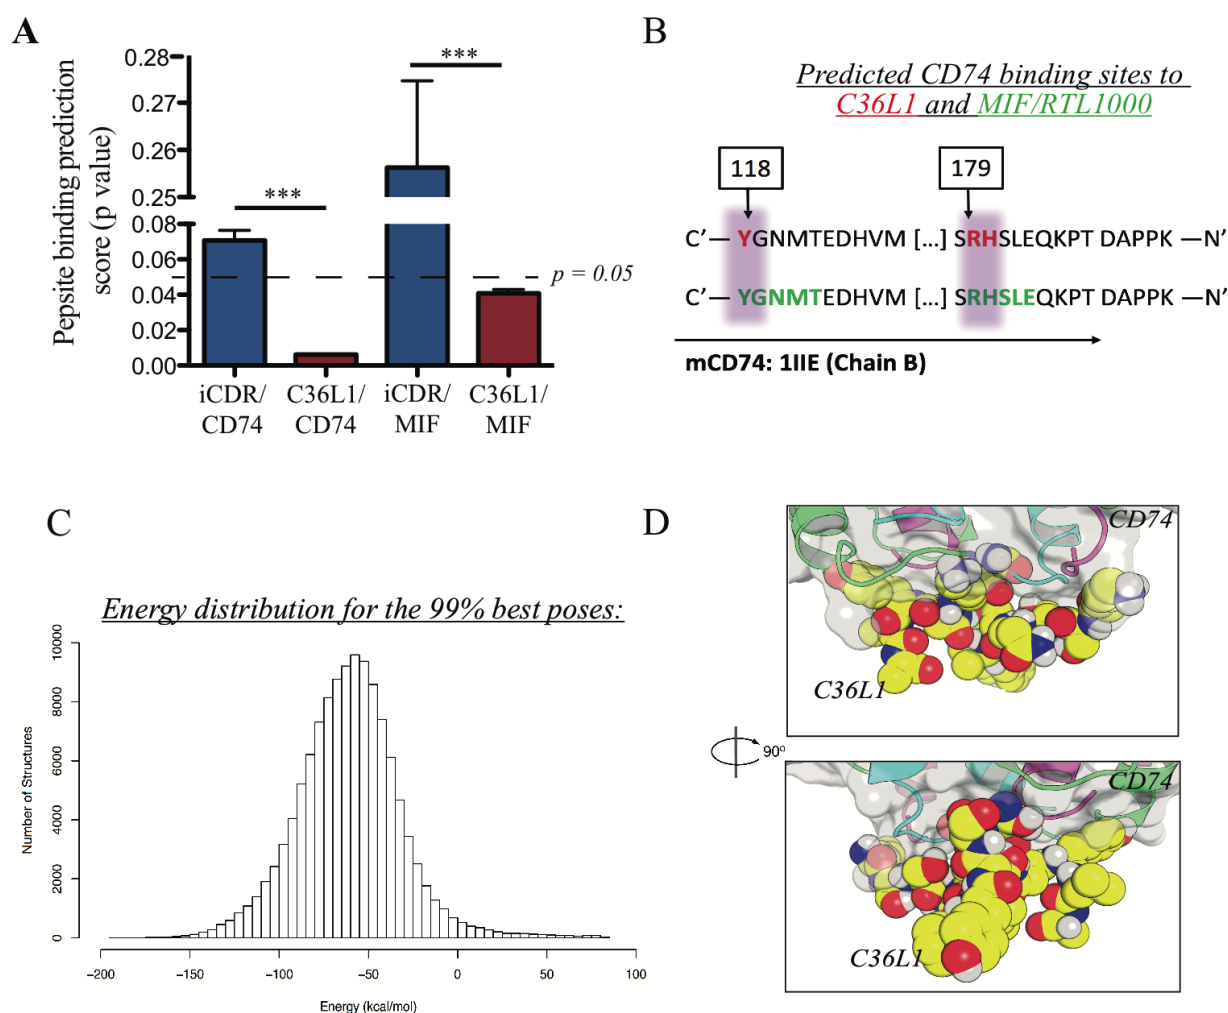 A
Pepsite binding prediction
score (p value)
0.28
0.27
0.26
0.25
0.08
0.06
0.04
0.02
0.00
***
***
p = 0.05
iCDR/
CD74
C36L1/
CD74
iCDR/
MIF
C36L1/
MIF
B
Predicted CD74 binding sites to
C36L1 and MIF/RTL1000
118
179
C’— YGNMTEDHVM [...] SRHSLEQKPT DAPPK —N’
C’— YGNMTEDHVM [...] SRHSLEQKPT DAPPK —N’
mCD74: 1IIE (Chain B)
C
Energy distribution for the 99% best poses:
Number of Structures
10000
8000
6000
4000
2000
0
−200
−150
−100
−50
0
50
100
Energy (kcal/mol)
D
CD74
C36L1
90º
CD74
C36L1